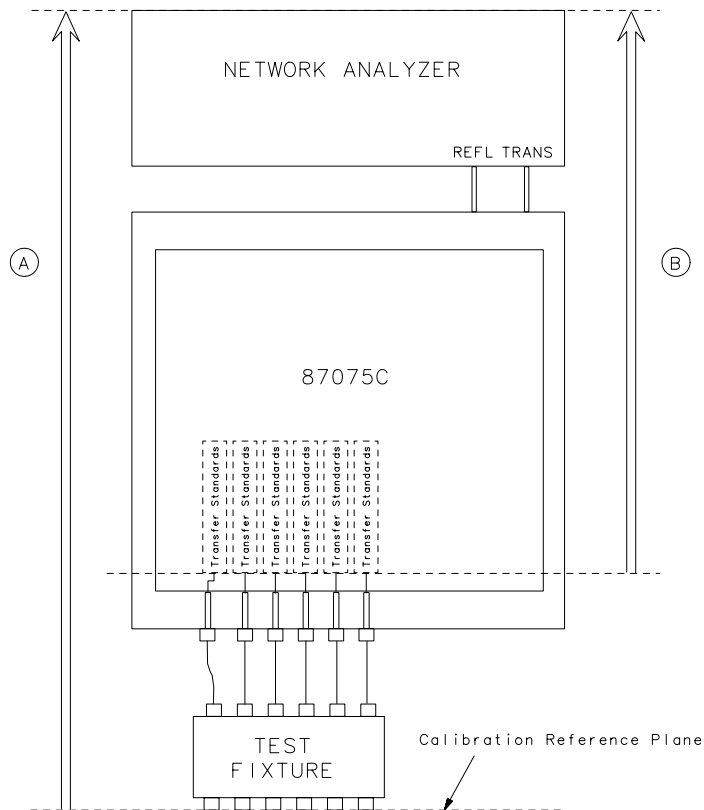 NETWORK ANALYZER
REFL TRANS
A
B
87075C
Transfer Standards
Transfer Standards
Transfer Standards
Transfer Standards
Transfer Standards
Transfer Standards
Calibration Reference Plane
TEST
FIXTURE